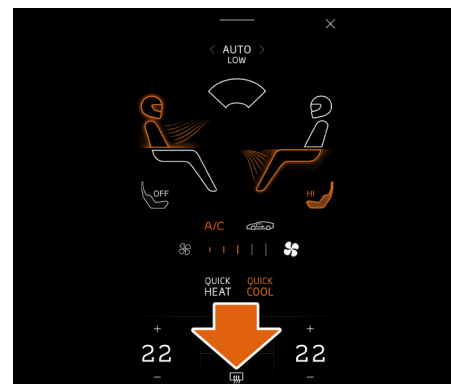 AUTO
LOW
OFF
HI
A/C
QUICK
HEAT
QUICK
COOL
+
22
–
+
22
–